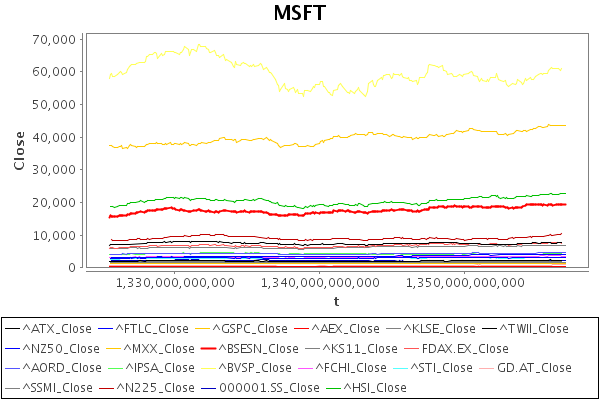 MSFT
70,000
60,000
50,000
40,000
30,000
20,000
10,000
0
Close
1,330,000,000,000 1,340,000,000,000 1,350,000,000,000
t
^ATX_Close ^FTLC_Close ^GSPC_Close ^AEX_Close ^KLSE_Close ^TWII_Close
^NZ50_Close ^MXX_Close ^BSESN_Close ^KS11_Close FDAX.EX_Close
^AORD_Close ^IPSA_Close ^BVSP_Close ^FCHI_Close ^STI_Close GD.AT_Close
^SSMI_Close ^N225_Close 000001.SS_Close ^HSI_Close